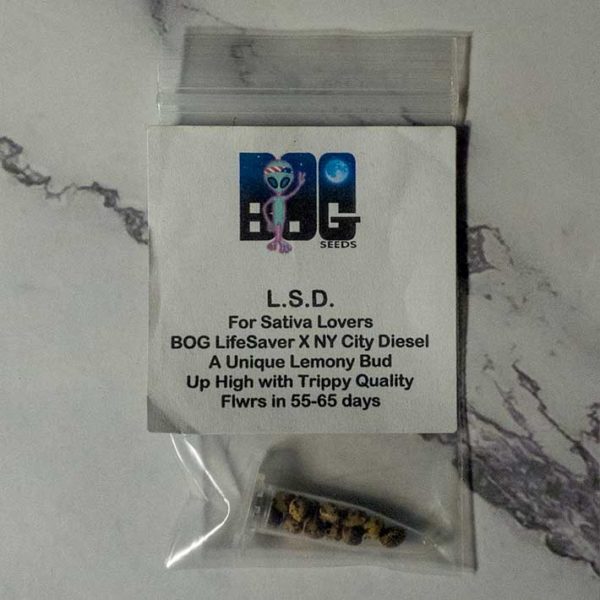 BOG
SEEDS
L.S.D.
For Sativa Lovers
BOG LifeSaver X NY City Diesel
A Unique Lemony Bud
Up High with Trippy Quality
Flwrs in 55-65 days